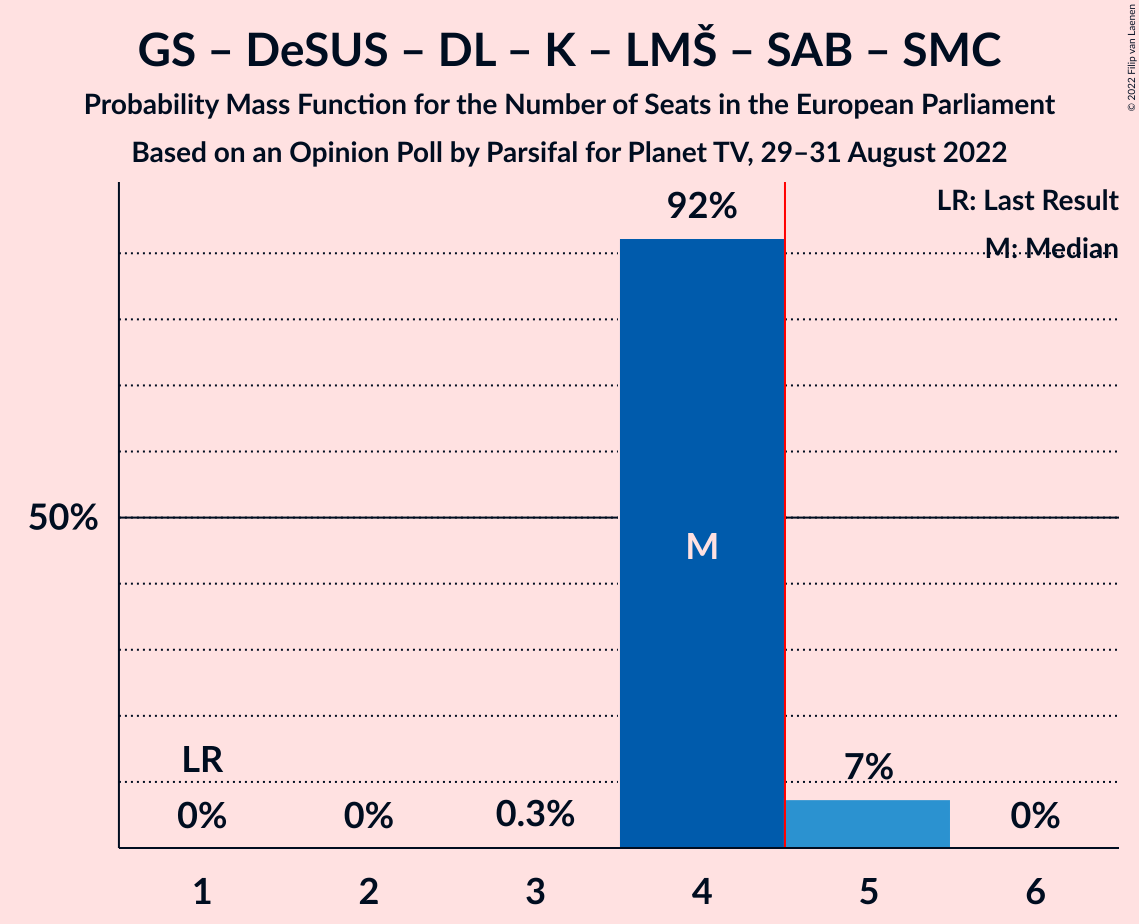 GS – DeSUS – DL – K – LMŠ – SAB – SMC
Probability Mass Function for the Number of Seats in the European Parliament
Based on an Opinion Poll by Parsifal for Planet TV, 29–31 August 2022
© 2022 Filip van Laenen
LR: Last Result
M: Median
92%
50%
M
LR
7%
0% 0% 0.3% 0%
1 2 3 4 5 6